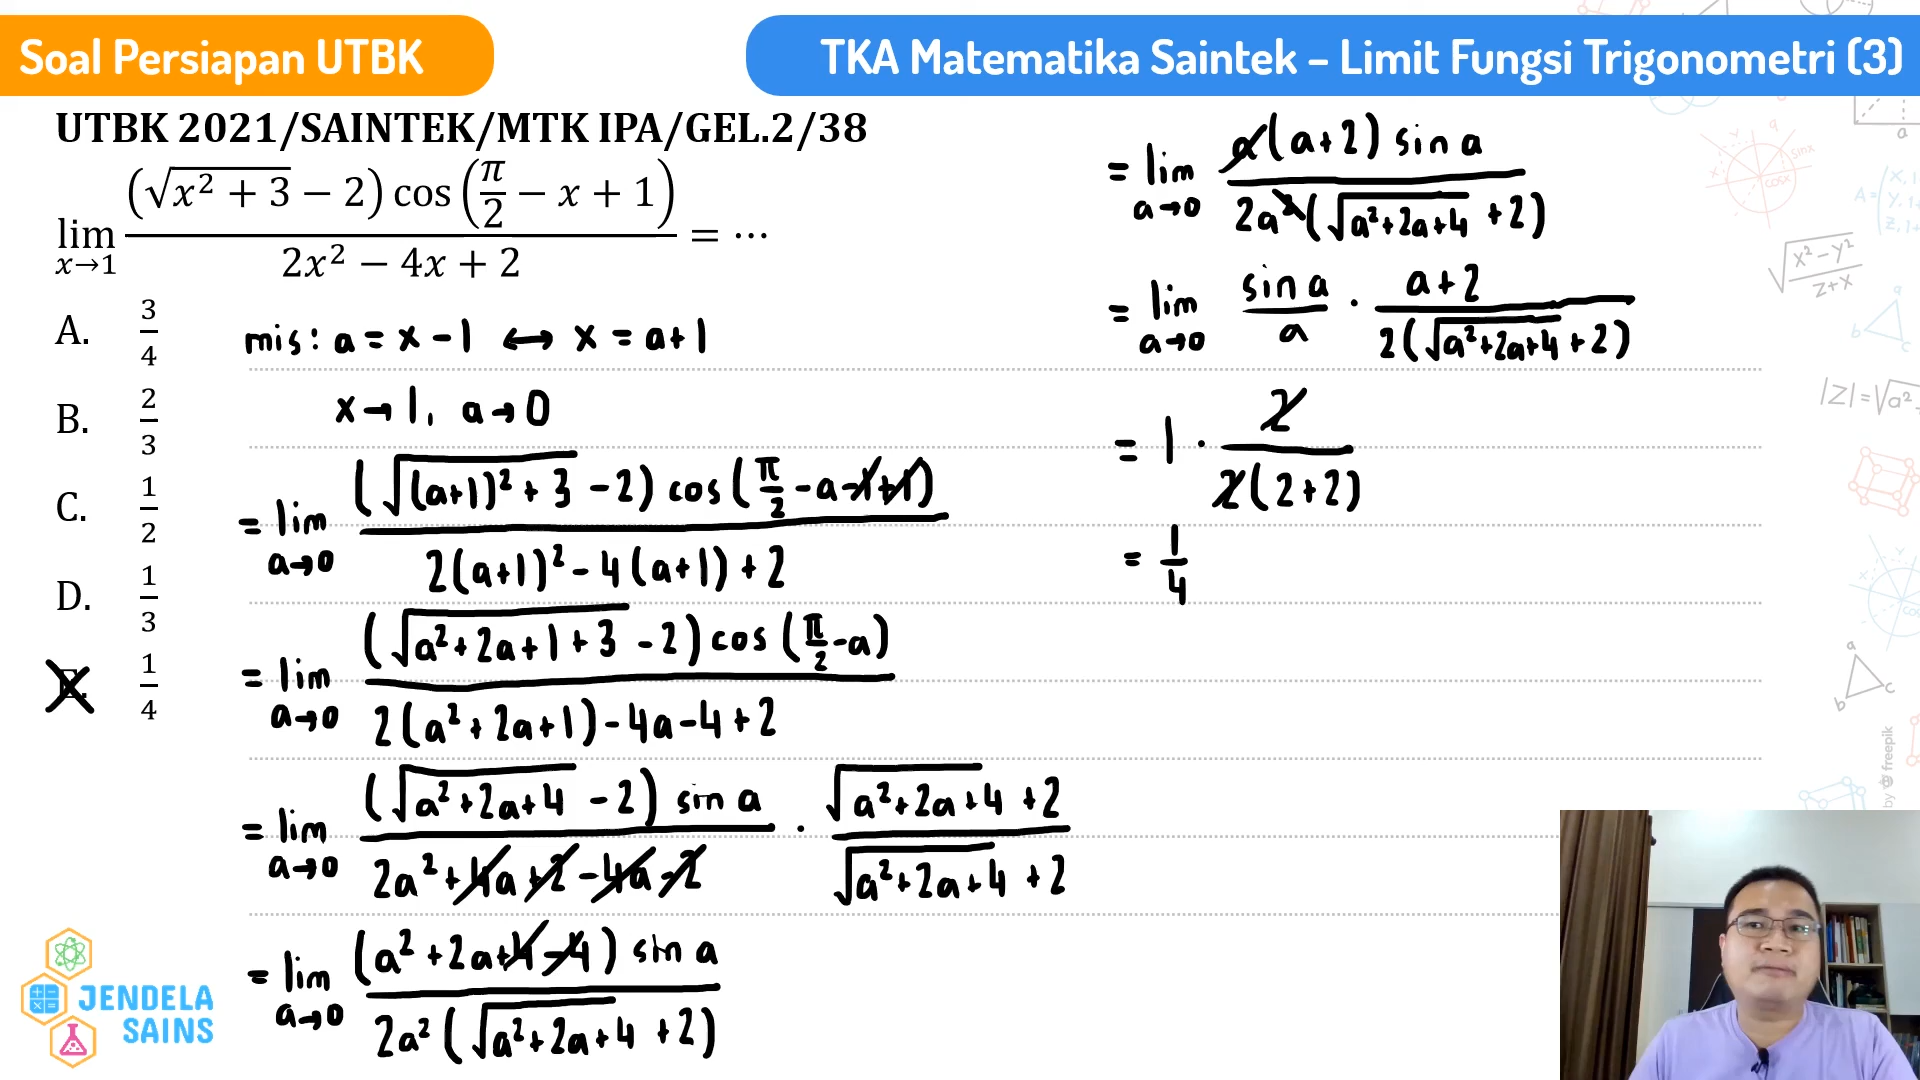 Soal Persiapan UTBK
TKA Matematika Saintek – Limit Fungsi Trigonometri (3)
UTBK 2021/SAINTEK/MTK IPA/GEL.2/38
lim x→1 ((√(x² + 3) − 2) cos (π/2 − x + 1)) / (2x² − 4x + 2) = ⋯
A. 3/4
B. 2/3
C. 1/2
D. 1/3
E. 1/4
mis: a = x − 1 ↔ x = a+1
x → 1, a → 0
= lim a→0 ((√((a+1)² + 3) − 2) cos (π/2 − a − 1 + 1)) / (2(a+1)² − 4(a+1) + 2)
= lim a→0 ((√(a² + 2a + 1 + 3) − 2) cos (π/2 − a)) / (2(a² + 2a + 1) − 4a − 4 + 2)
= lim a→0 ((√(a² + 2a + 4) − 2) sin a) / (2a² + 4a + 2 − 4a − 2) · (√(a² + 2a + 4) + 2) / (√(a² + 2a + 4) + 2)
= lim a→0 ((a² + 2a + 4 − 4) sin a) / (2a² (√(a² + 2a + 4) + 2))
= lim a→0 (a(a+2) sin a) / (2a² (√(a² + 2a + 4) + 2))
= lim a→0 sin a / a · (a+2) / (2(√(a² + 2a + 4) + 2))
= 1 · 2 / (2(2+2))
= 1/4
JENDELA
SAINS
by freepik